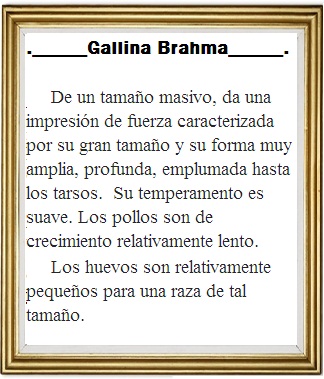 .______Gallina Brahma______.
De un tamaño masivo, da una
impresión de fuerza caracterizada
por su gran tamaño y su forma muy
amplia, profunda, emplumada hasta
los tarsos.  Su temperamento es
suave. Los pollos son de
crecimiento relativamente lento.
Los huevos son relativamente
pequeños para una raza de tal
tamaño.